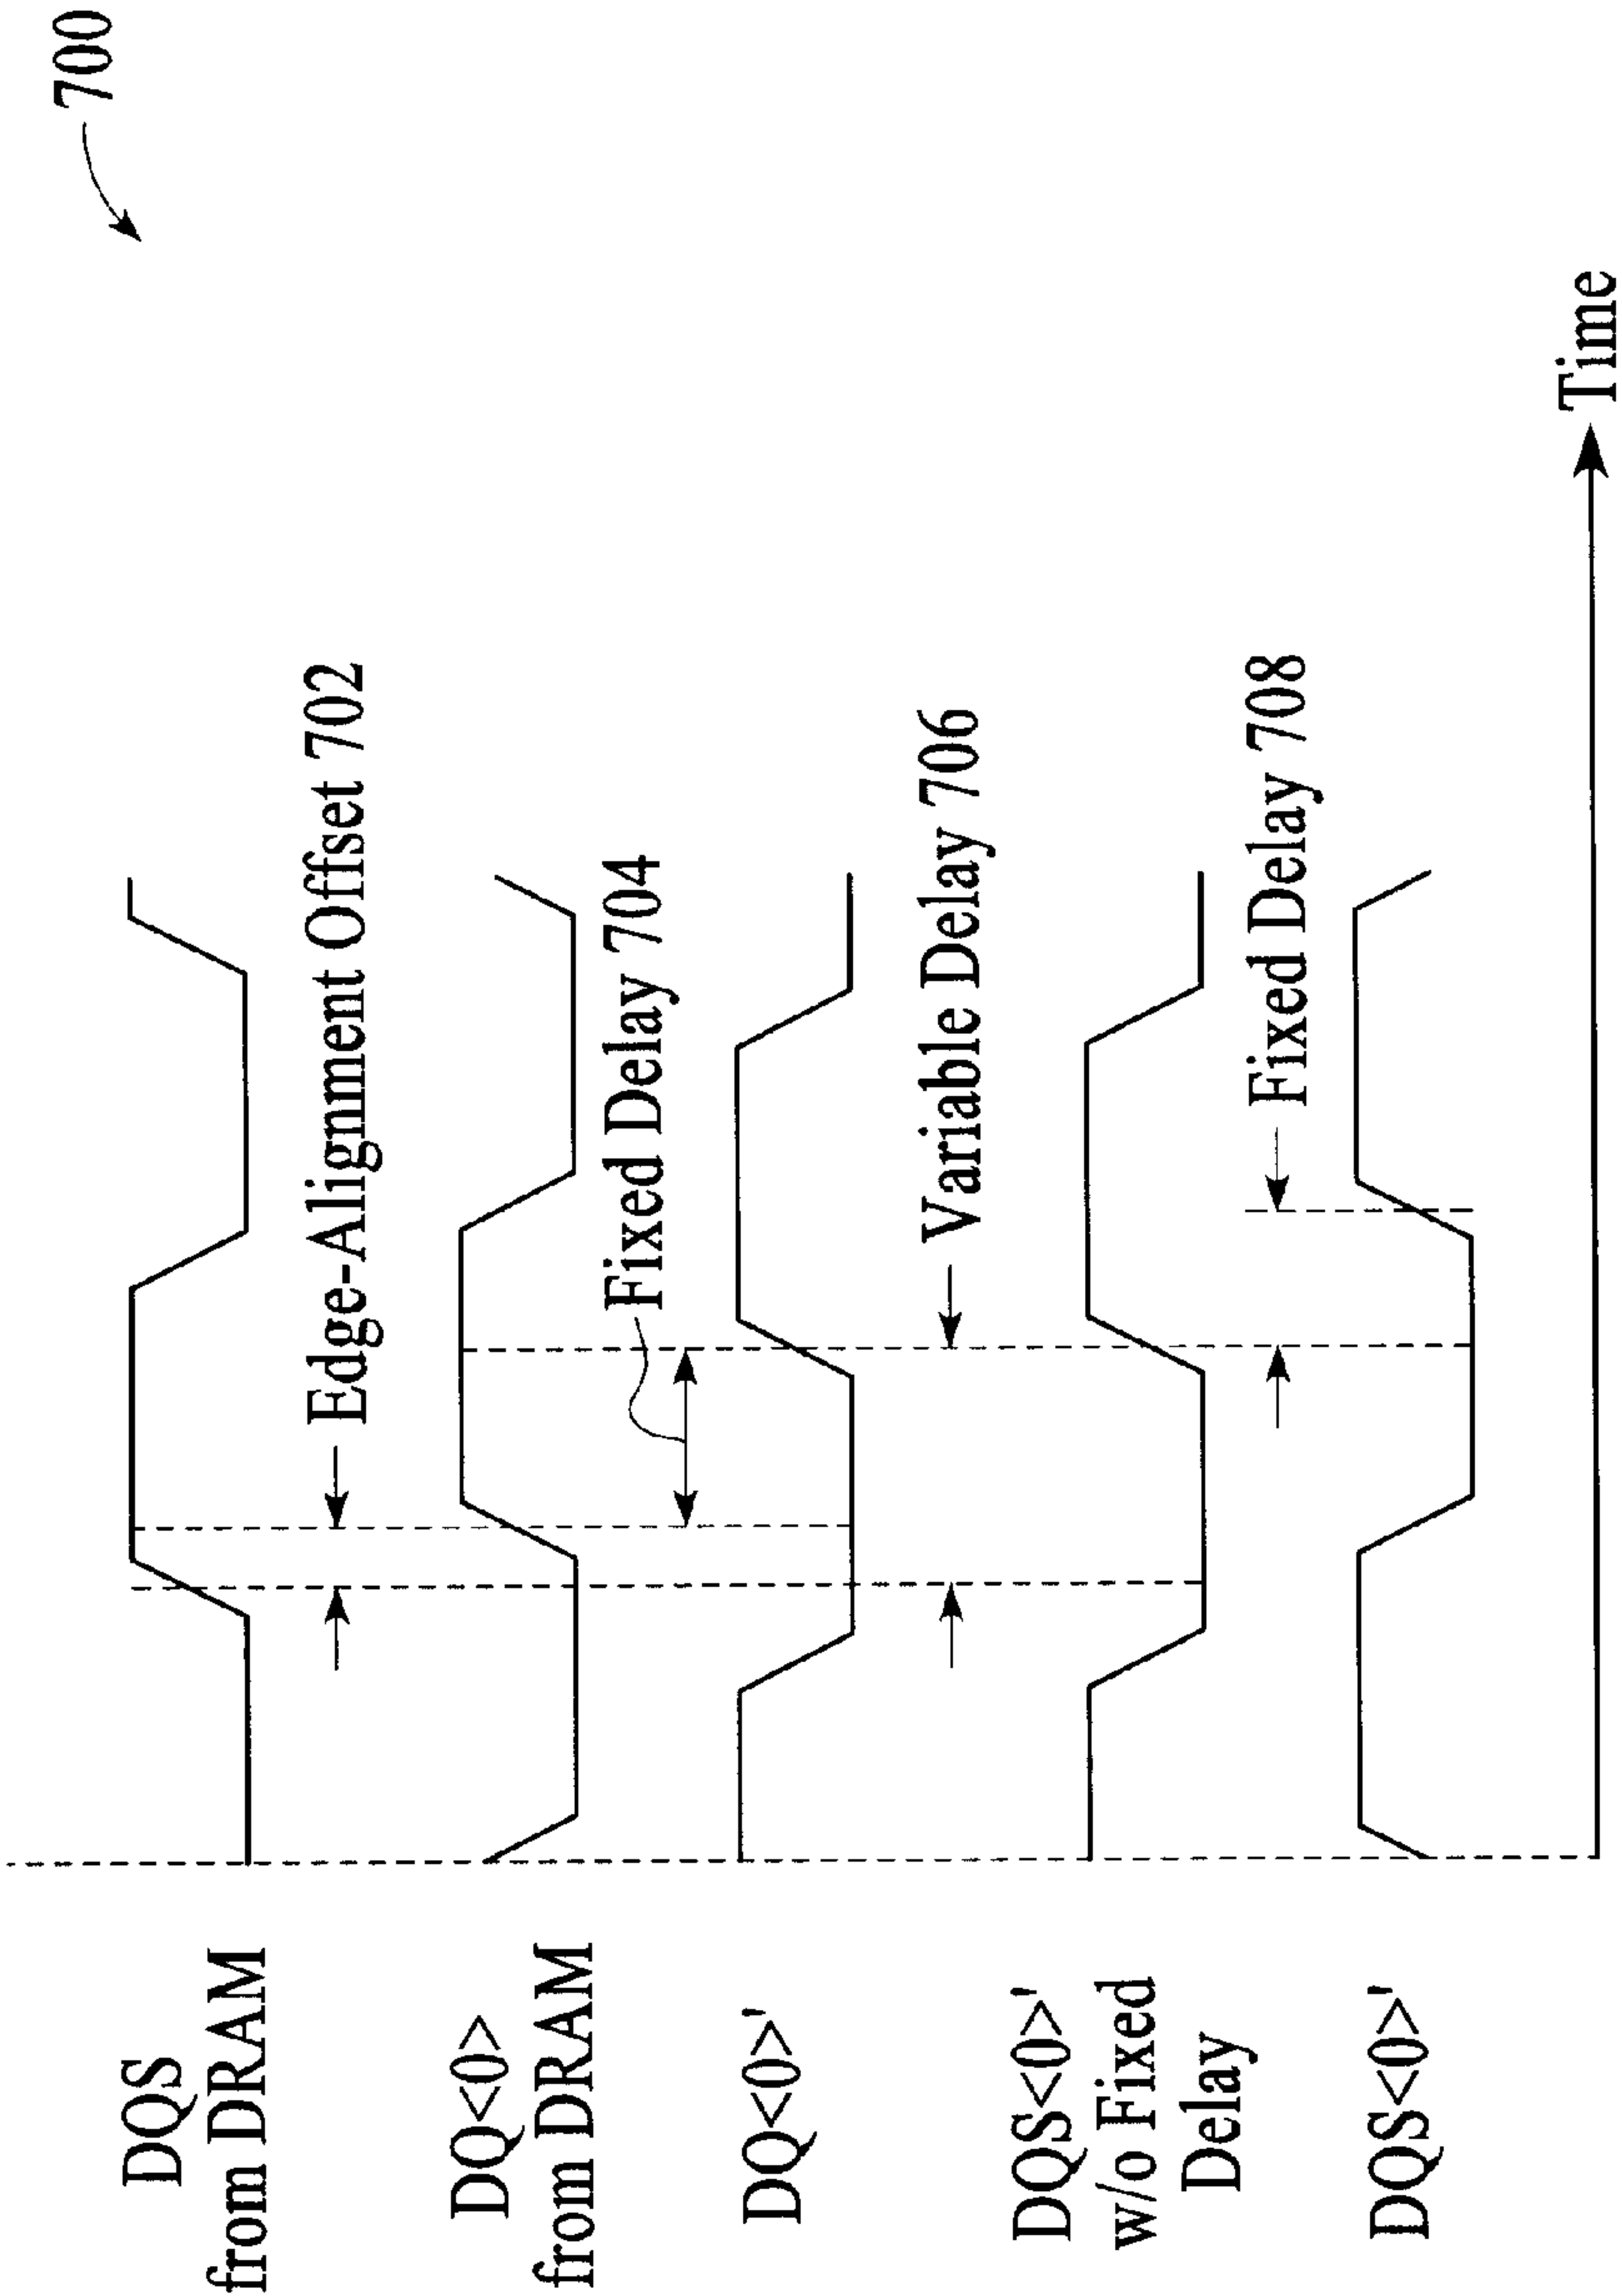 700
DQS
from DRAM
Edge-Alignment Offset 702
DQ<0>
from DRAM
Fixed Delay 704
DQ<0>'
Variable Delay 706
DQS<0>'
w/o Fixed
Delay
Fixed Delay 708
DQS<0>'
Time